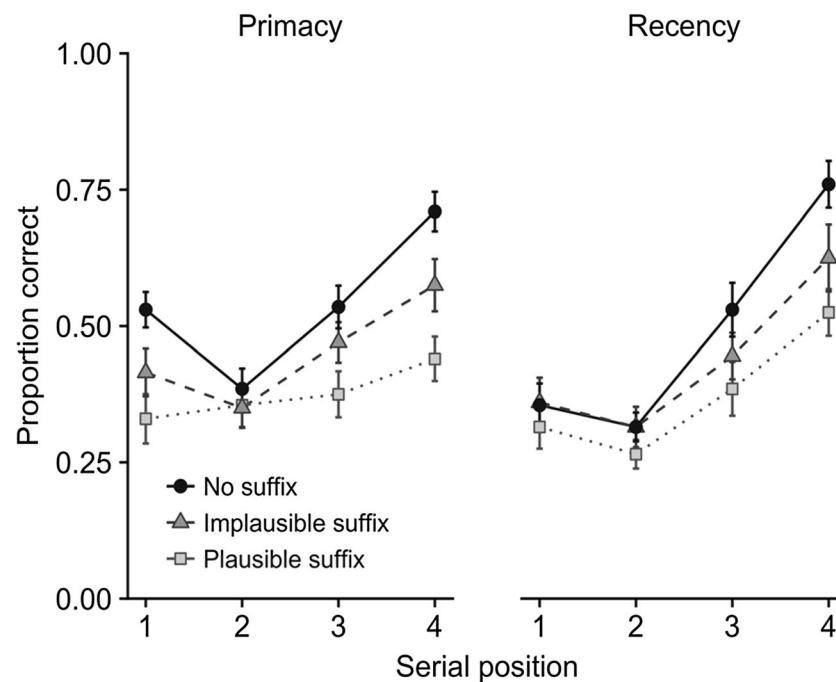 Primacy
Recency
1.00
0.75
0.50
0.25
0.00
Proportion correct
No suffix
Implausible suffix
Plausible suffix
1 2 3 4
1 2 3 4
Serial position